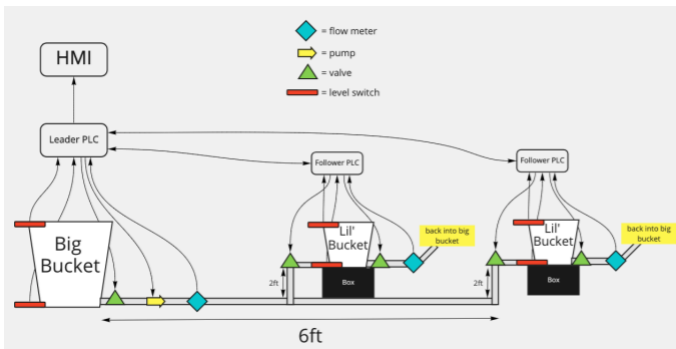 = flow meter
= pump
= valve
= level switch
HMI
Leader PLC
Follower PLC
Follower PLC
Big
Bucket
Lil'
Bucket
back into big
bucket
Lil'
Bucket
back into big
bucket
2ft
Box
2ft
Box
6ft